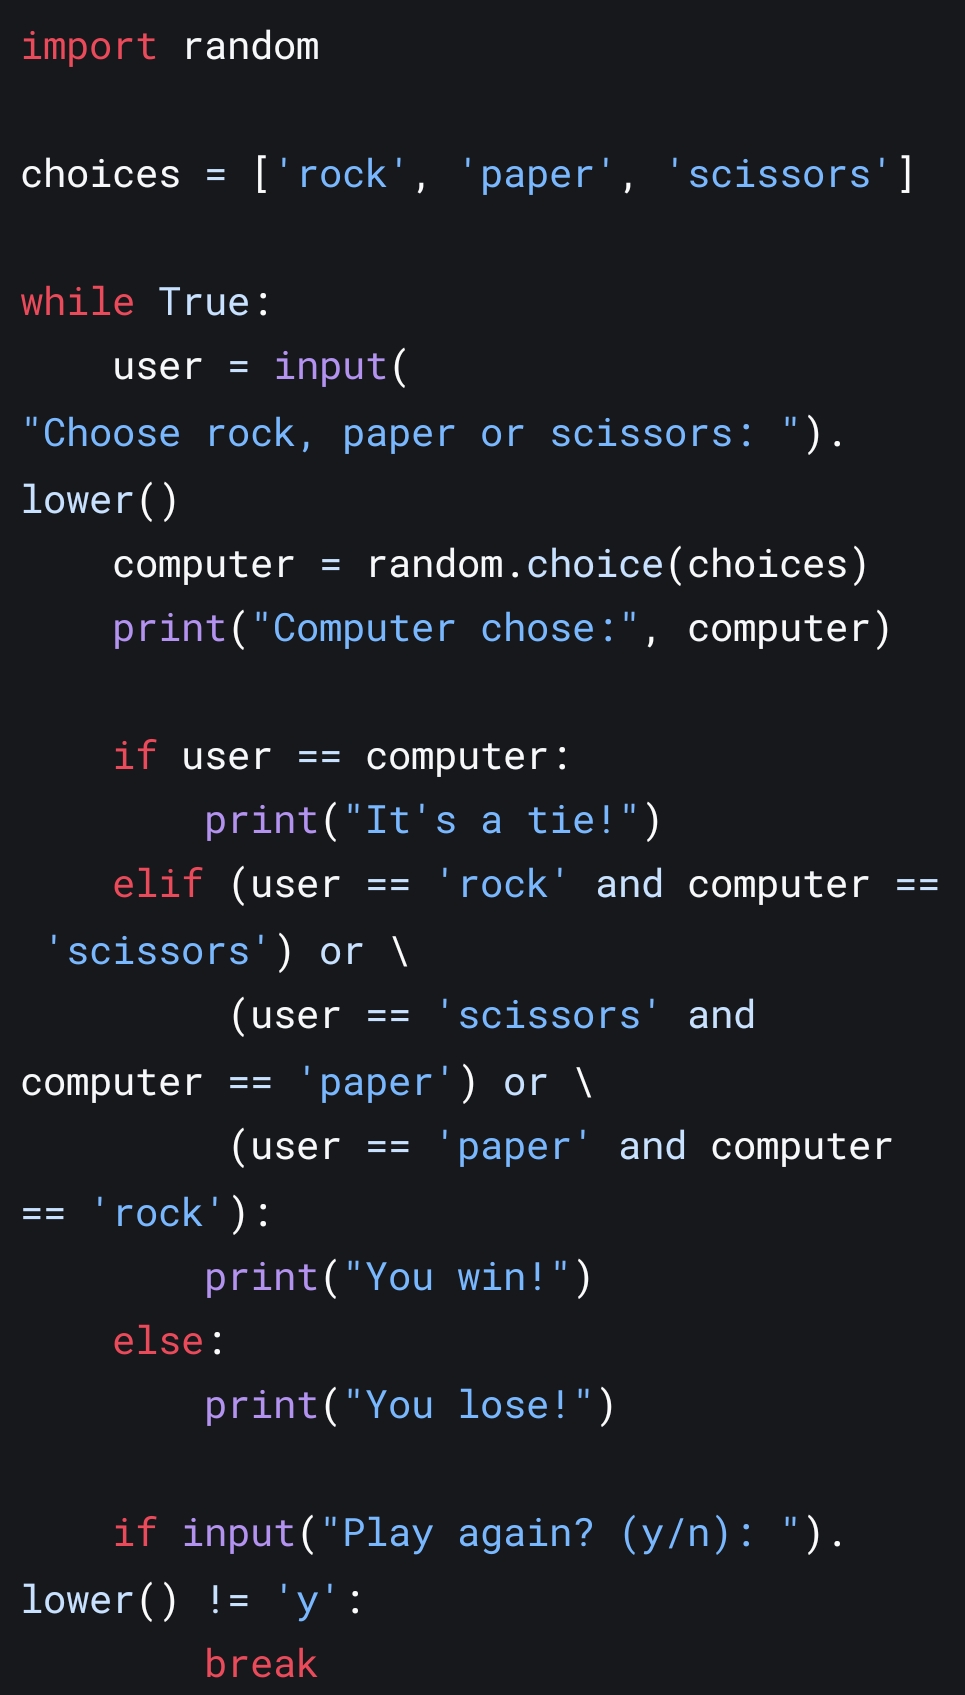 import random

choices = ['rock', 'paper', 'scissors']

while True:
    user = input(
"Choose rock, paper or scissors: ").
lower()
    computer = random.choice(choices)
    print("Computer chose:", computer)

    if user == computer:
        print("It's a tie!")
    elif (user == 'rock' and computer ==
 'scissors') or \
         (user == 'scissors' and
computer == 'paper') or \
         (user == 'paper' and computer
== 'rock'):
        print("You win!")
    else:
        print("You lose!")

    if input("Play again? (y/n): ").
lower() != 'y':
        break